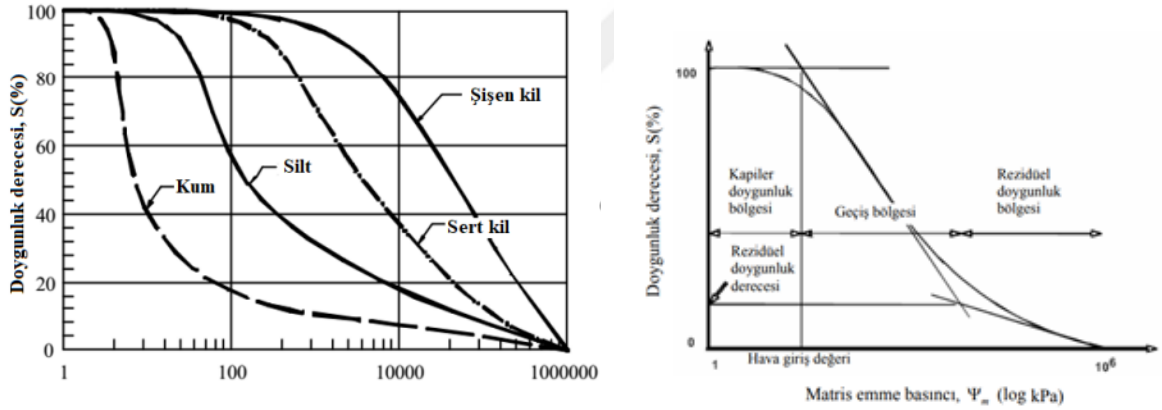 Doygunluk derecesi, S(%)
100
80
60
40
20
0
Şişen kil
Silt
Kum
Sert kil
1
100
10000
1000000
Doygunluk derecesi, S(%)
100
Kapiler
doygunluk
bölgesi
Geçiş bölgesi
Rezidüel
doygunluk
bölgesi
Rezidüel
doygunluk
derecesi
0
1
Hava giriş değeri
10⁶
Matris emme basıncı, Ψm (log kPa)